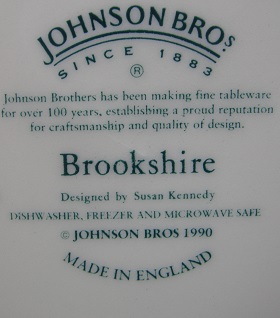 JOHNSON BROS.
SINCE 1883
®
Johnson Brothers has been making fine tableware
for over 100 years, establishing a proud reputation
for craftsmanship and quality of design.
Brookshire
Designed by Susan Kennedy
DISHWASHER, FREEZER AND MICROWAVE SAFE
© JOHNSON BROS 1990
MADE IN ENGLAND